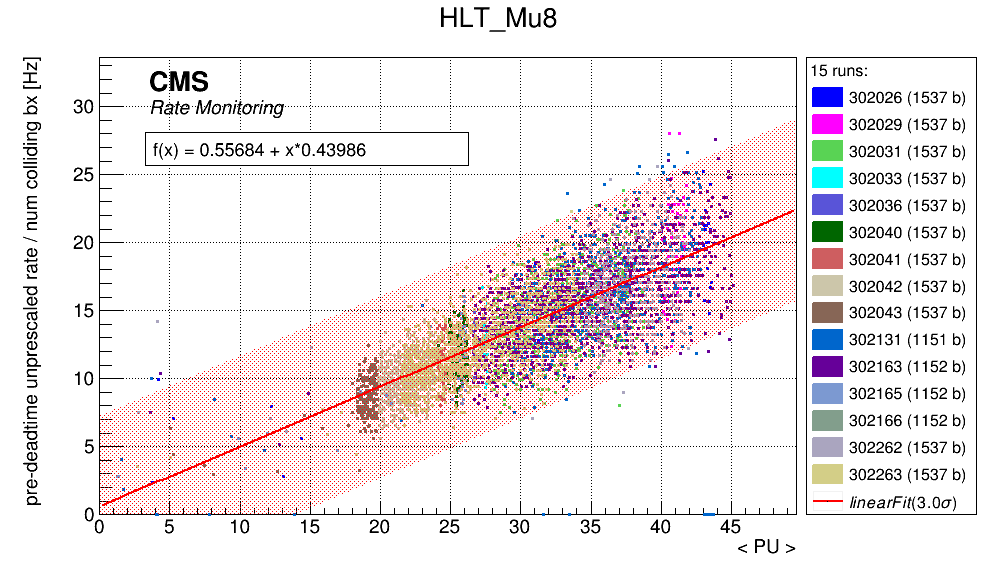 HLT_Mu8
pre-deadtime unprescaled rate / num colliding bx [Hz]
CMS
Rate Monitoring
f(x) = 0.55684 + x*0.43986
30
25
20
15
10
5
0
0 5 10 15 20 25 30 35 40 45
< PU >
15 runs:
302026 (1537 b)
302029 (1537 b)
302031 (1537 b)
302033 (1537 b)
302036 (1537 b)
302040 (1537 b)
302041 (1537 b)
302042 (1537 b)
302043 (1537 b)
302131 (1151 b)
302163 (1152 b)
302165 (1152 b)
302166 (1152 b)
302262 (1537 b)
302263 (1537 b)
linearFit(3.0σ)